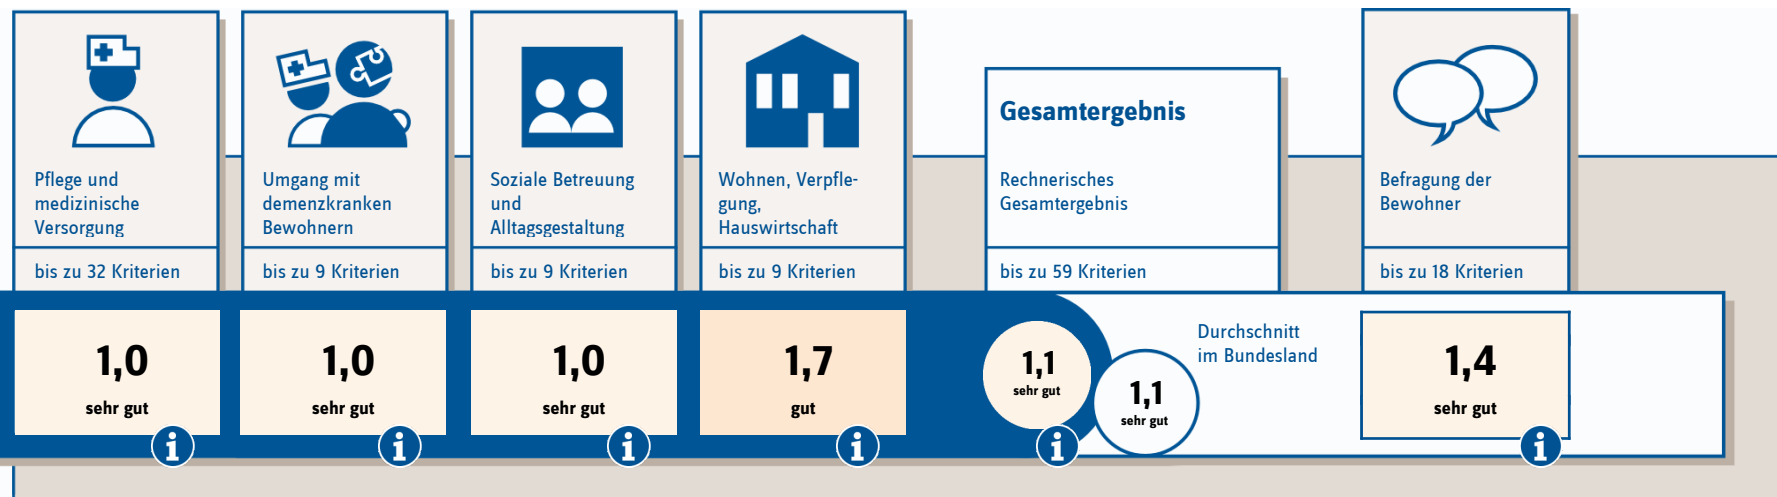 Pflege und
medizinische
Versorgung
bis zu 32 Kriterien
1,0
sehr gut
i
Umgang mit
demenzkranken
Bewohnern
bis zu 9 Kriterien
1,0
sehr gut
i
Soziale Betreuung
und
Alltagsgestaltung
bis zu 9 Kriterien
1,0
sehr gut
i
Wohnen, Verpfle-
gung,
Hauswirtschaft
bis zu 9 Kriterien
1,7
gut
i
Gesamtergebnis
Rechnerisches
Gesamtergebnis
bis zu 59 Kriterien
1,1
sehr gut
i
1,1
sehr gut
Durchschnitt
im Bundesland
Befragung der
Bewohner
bis zu 18 Kriterien
1,4
sehr gut
i